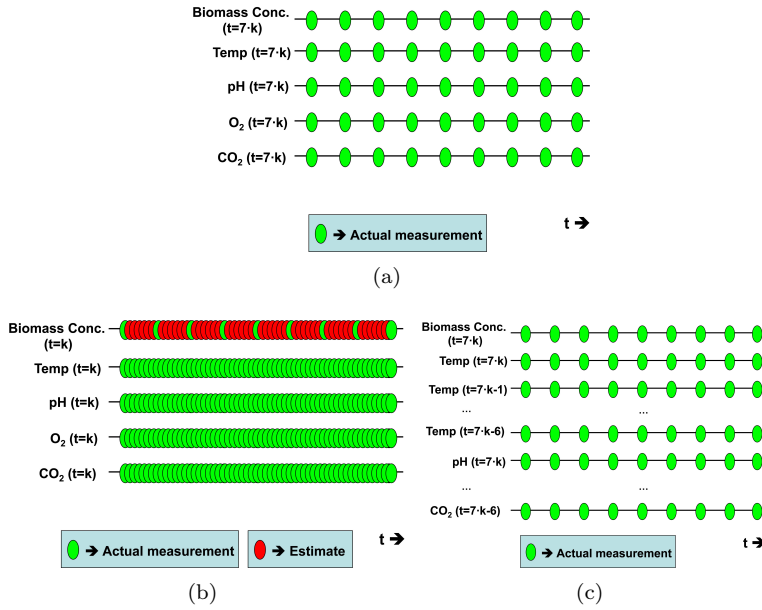 Biomass Conc.
(t=7·k)
Temp (t=7·k)
pH (t=7·k)
O₂ (t=7·k)
CO₂ (t=7·k)
t ➔
➔ Actual measurement
(a)
Biomass Conc.
(t=k)
Temp (t=k)
pH (t=k)
O₂ (t=k)
CO₂ (t=k)
t ➔
➔ Actual measurement
➔ Estimate
(b)
Biomass Conc.
(t=7·k)
Temp (t=7·k)
Temp (t=7·k-1)
... ...
Temp (t=7·k-6)
pH (t=7·k)
... ...
CO₂ (t=7·k-6)
t ➔
➔ Actual measurement
(c)